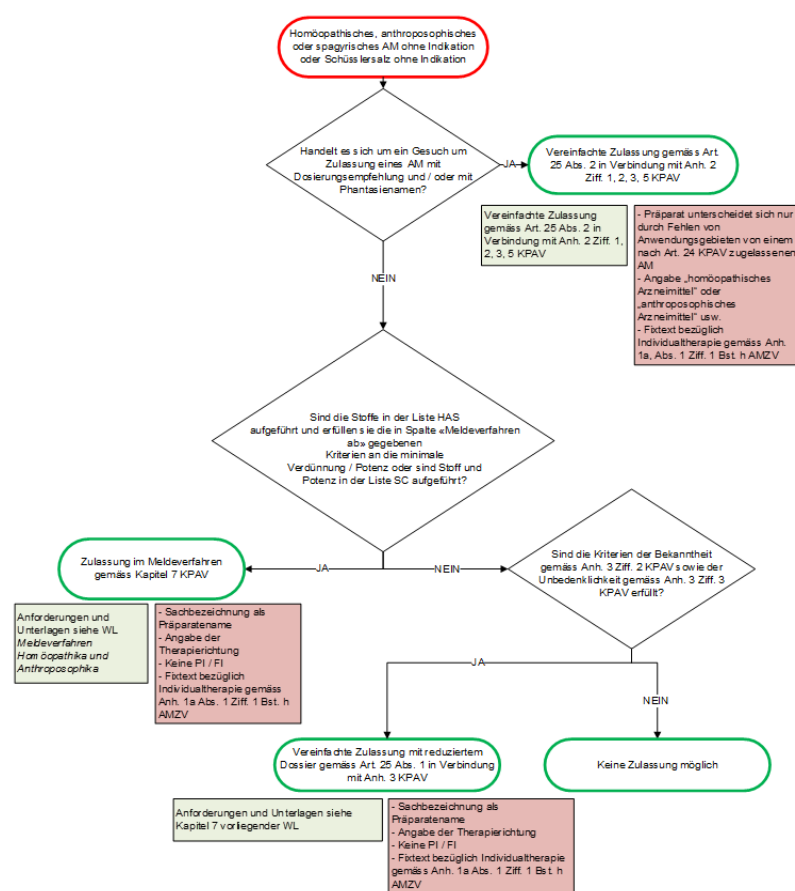 Homöopathisches, anthroposophisches
oder spagyrisches AM ohne Indikation
oder Schüsslersalz ohne Indikation
Handelt es sich um ein Gesuch um
Zulassung eines AM mit
Dosierungsempfehlung und / oder mit
Phantasienamen?
JA
Vereinfachte Zulassung gemäss Art.
25 Abs. 2 in Verbindung mit Anh. 2
Ziff. 1, 2, 3, 5 KPAV
Vereinfachte Zulassung
gemäss Art. 25 Abs. 2 in
Verbindung mit Anh. 2 Ziff. 1,
2, 3, 5 KPAV
- Präparat unterscheidet sich nur
durch Fehlen von
Anwendungsgebieten von einem
nach Art. 24 KPAV zugelassenen
AM
- Angabe „homöopathisches
Arzneimittel“ oder
„anthroposophisches
Arzneimittel“ usw.
- Fixtext bezüglich
Individualtherapie gemäss Anh.
1a, Abs. 1 Ziff. 1 Bst. h AMZV
NEIN
Sind die Stoffe in der Liste HAS
aufgeführt und erfüllen sie die in Spalte «Meldeverfahren
ab» gegebenen
Kriterien an die minimale
Verdünnung / Potenz oder sind Stoff und
Potenz in der Liste SC aufgeführt?
JA
NEIN
Zulassung im Meldeverfahren
gemäss Kapitel 7 KPAV
Anforderungen und
Unterlagen siehe WL
Meldeverfahren
Homöopathika und
Anthroposophika
- Sachbezeichnung als
Präparatename
- Angabe der
Therapierichtung
- Keine PI / FI
- Fixtext bezüglich
Individualtherapie gemäss
Anh. 1a Abs. 1 Ziff. 1 Bst. h
AMZV
Sind die Kriterien der Bekanntheit
gemäss Anh. 3 Ziff. 2 KPAV sowie der
Unbedenklichkeit gemäss Anh. 3 Ziff. 3
KPAV erfüllt?
JA
NEIN
Vereinfachte Zulassung mit reduziertem
Dossier gemäss Art. 25 Abs. 1 in Verbindung
mit Anh. 3 KPAV
Keine Zulassung möglich
Anforderungen und Unterlagen siehe
Kapitel 7 vorliegender WL
- Sachbezeichnung als
Präparatename
- Angabe der Therapierichtung
- Keine PI / FI
- Fixtext bezüglich Individualtherapie
gemäss Anh. 1a Abs. 1 Ziff. 1 Bst. h
AMZV